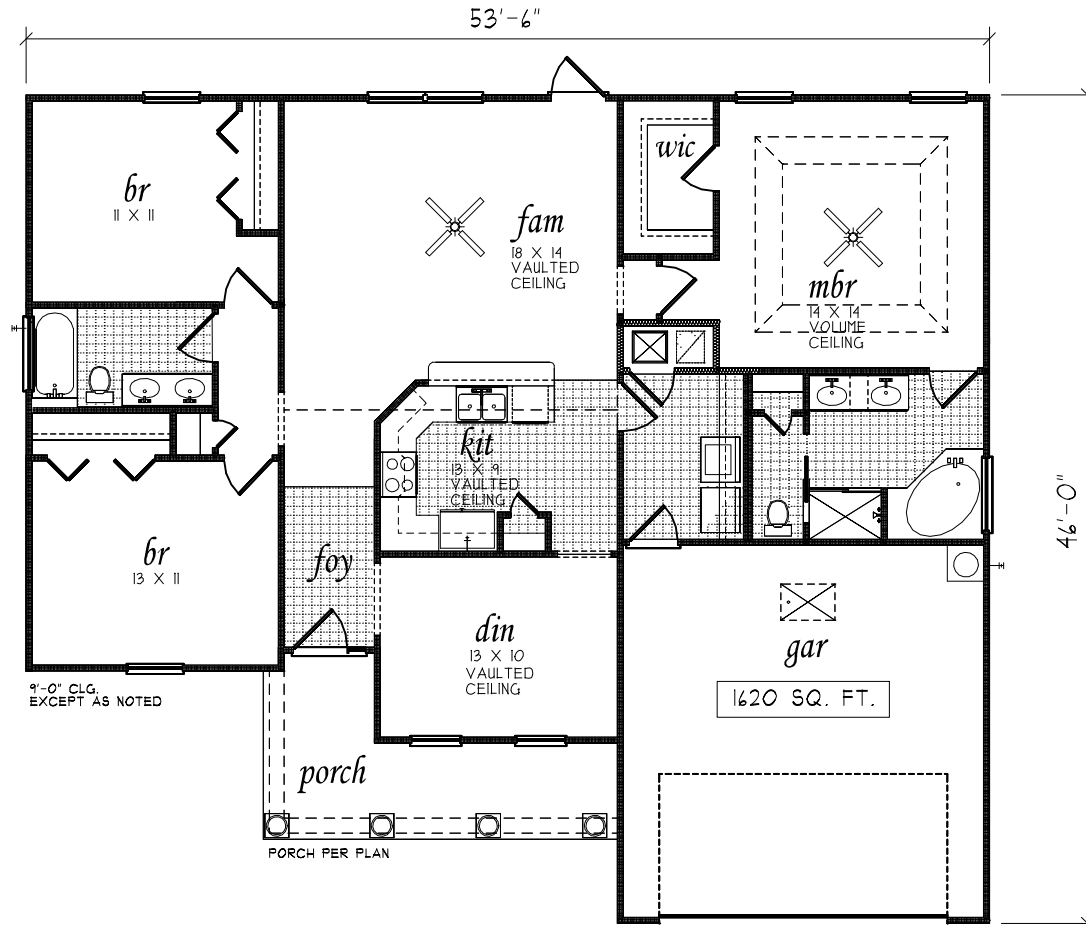 53'-6"
br
11 X 11
wic
fam
18 X 14
VAULTED
CEILING
mbr
14 X 14
VOLUME
CEILING
kit
13 X 9
VAULTED
CEILING
46'-0"
br
13 X 11
foy
din
13 X 10
VAULTED
CEILING
gar
1620 SQ. FT.
9'-0" CLG.
EXCEPT AS NOTED
porch
PORCH PER PLAN